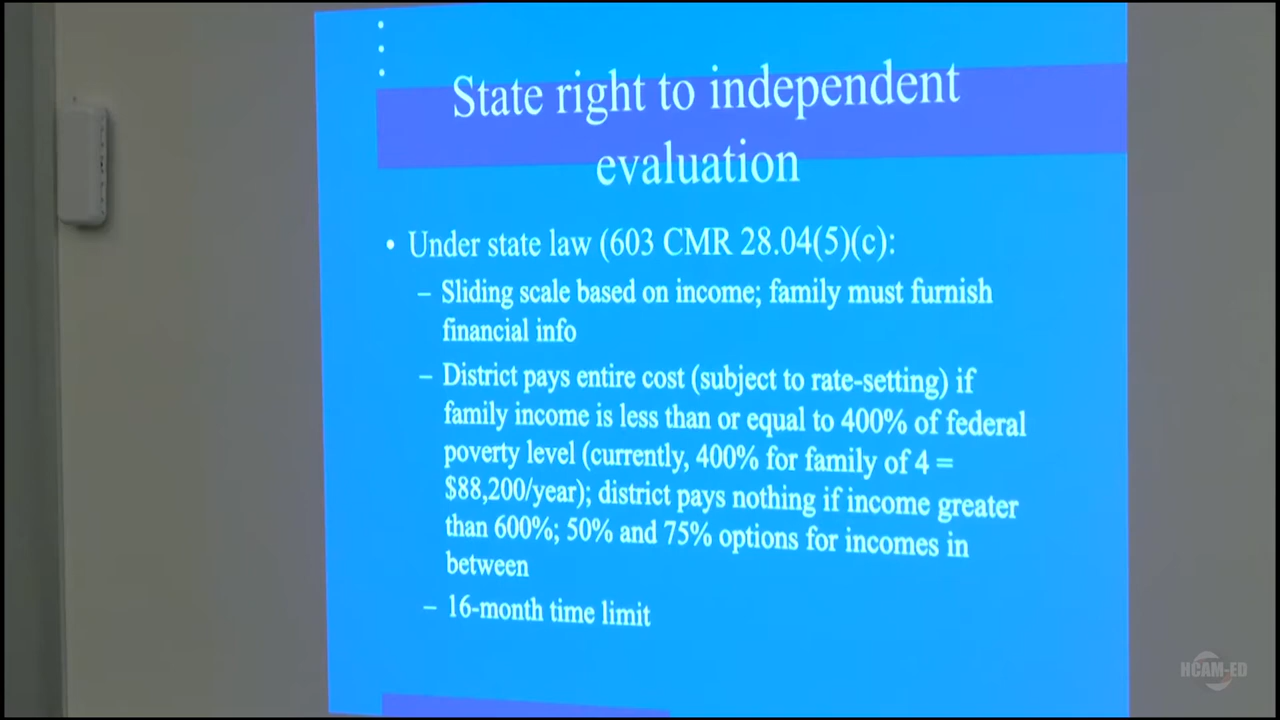 State right to independent
evaluation
• Under state law (603 CMR 28.04(5)(c):
– Sliding scale based on income; family must furnish
financial info
– District pays entire cost (subject to rate-setting) if
family income is less than or equal to 400% of federal
poverty level (currently, 400% for family of 4 =
$88,200/year); district pays nothing if income greater
than 600%; 50% and 75% options for incomes in
between
– 16-month time limit
HCAM-ED